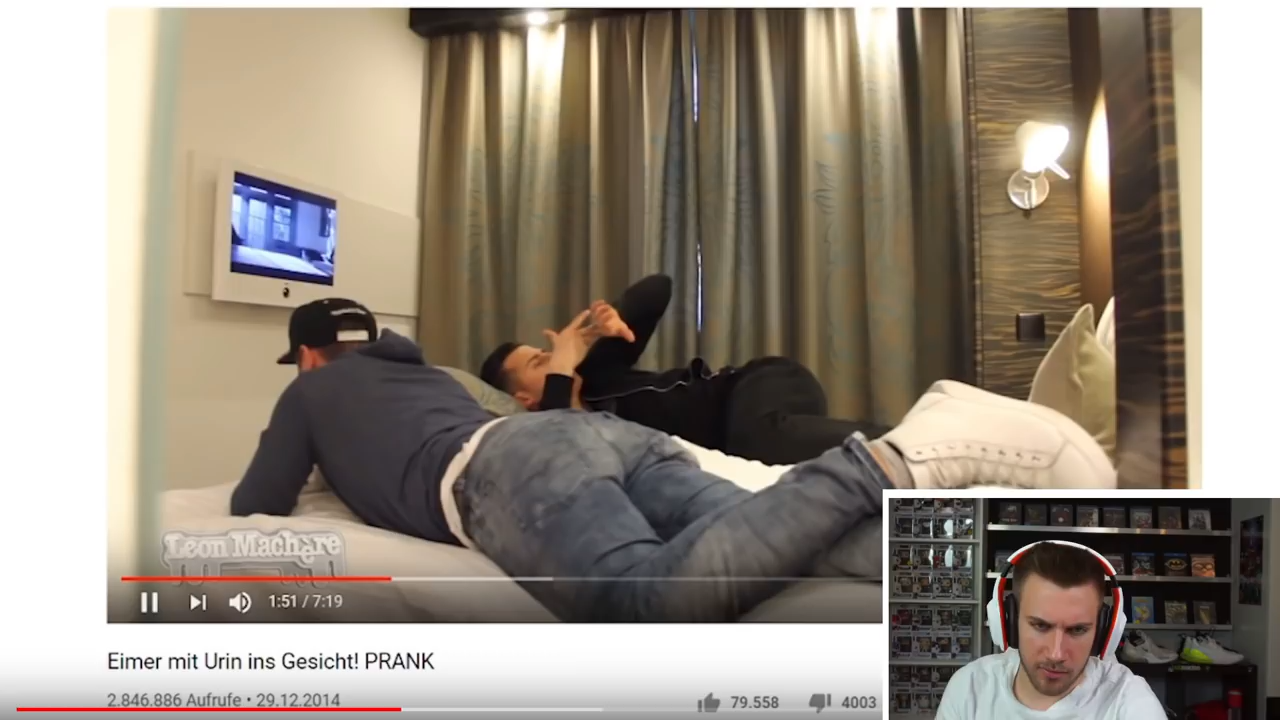 Leon Machère
1:51 / 7:19
Eimer mit Urin ins Gesicht! PRANK
2.846.886 Aufrufe • 29.12.2014
79.558
4003